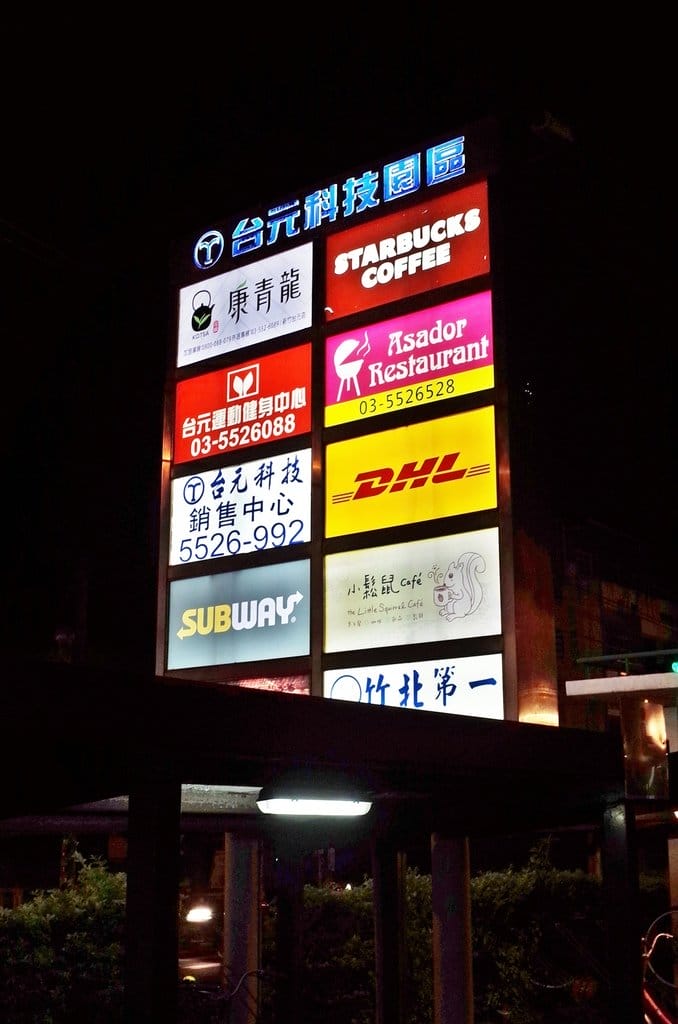 台元科技園區
康青龍
KOTSA
STARBUCKS
COFFEE
台元運動健身中心
03-5526088
Asador
Restaurant
03-5526528
台元科技
銷售中心
5526-992
DHL
SUBWAY
小鬆鼠 Café
the Little Squirrel Café
竹北第一